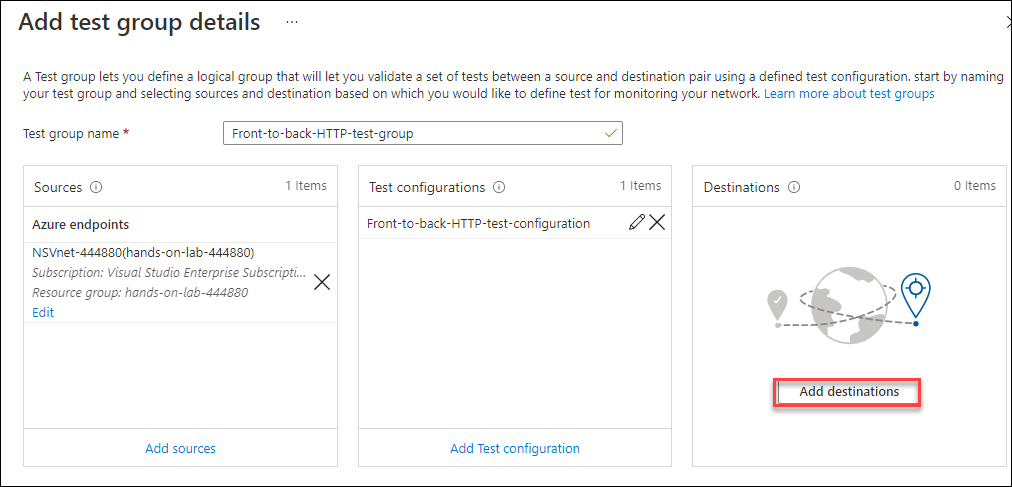 Add test group details ...
A Test group lets you define a logical group that will let you validate a set of tests between a source and destination pair using a defined test configuration. start by naming
your test group and selecting sources and destination based on which you would like to define test for monitoring your network. Learn more about test groups
Test group name *
Front-to-back-HTTP-test-group
Sources
1 Items
Azure endpoints
NSVnet-444880(hands-on-lab-444880)
Subscription: Visual Studio Enterprise Subscripti...
Resource group: hands-on-lab-444880
Edit
Add sources
Test configurations
1 Items
Front-to-back-HTTP-test-configuration
Add Test configuration
Destinations
0 Items
Add destinations